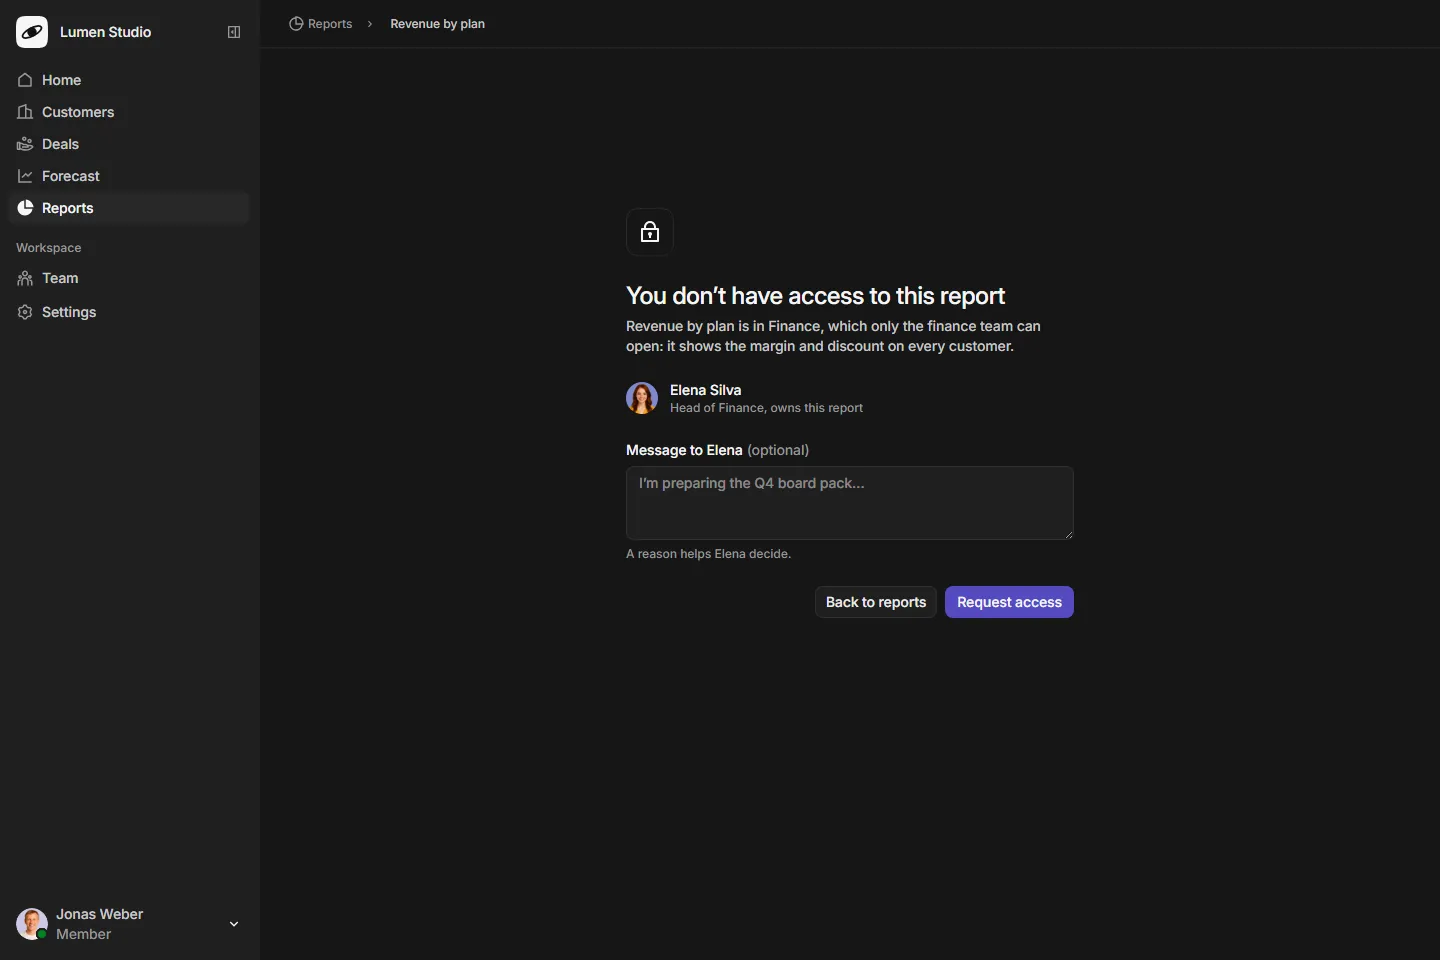 Lumen Studio
Home
Customers
Deals
Forecast
Reports
Workspace
Team
Settings
Jonas Weber
Member
Reports
Revenue by plan
You don’t have access to this report
Revenue by plan is in Finance, which only the finance team can
open: it shows the margin and discount on every customer.
Elena Silva
Head of Finance, owns this report
Message to Elena (optional)
I’m preparing the Q4 board pack…
A reason helps Elena decide.
Back to reports
Request access